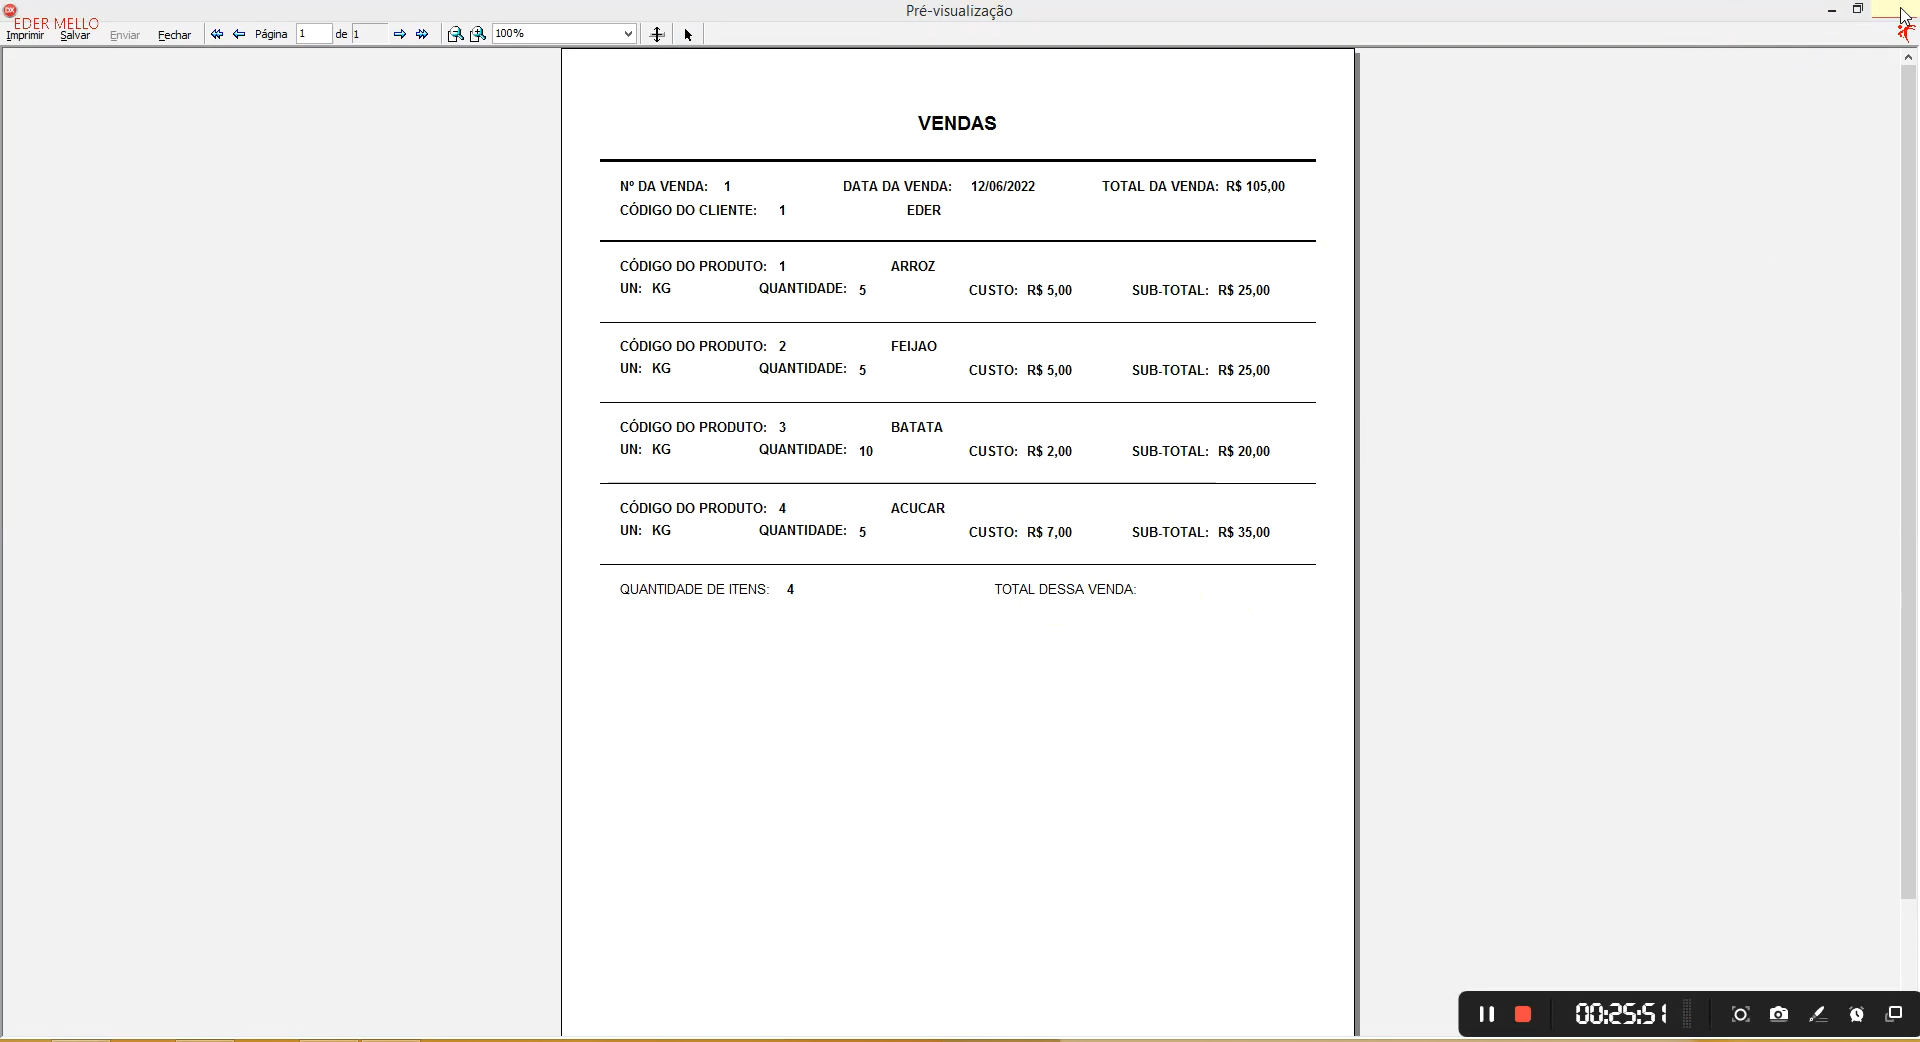 Pré-visualização
EDER MELLO
Imprimir Salvar Enviar Fechar Página 1 de 1 100%
VENDAS
Nº DA VENDA: 1 DATA DA VENDA: 12/06/2022 TOTAL DA VENDA: R$ 105,00
CÓDIGO DO CLIENTE: 1 EDER
CÓDIGO DO PRODUTO: 1 ARROZ
UN: KG QUANTIDADE: 5 CUSTO: R$ 5,00 SUB-TOTAL: R$ 25,00
CÓDIGO DO PRODUTO: 2 FEIJAO
UN: KG QUANTIDADE: 5 CUSTO: R$ 5,00 SUB-TOTAL: R$ 25,00
CÓDIGO DO PRODUTO: 3 BATATA
UN: KG QUANTIDADE: 10 CUSTO: R$ 2,00 SUB-TOTAL: R$ 20,00
CÓDIGO DO PRODUTO: 4 ACUCAR
UN: KG QUANTIDADE: 5 CUSTO: R$ 7,00 SUB-TOTAL: R$ 35,00
QUANTIDADE DE ITENS: 4 TOTAL DESSA VENDA:
00:25:51